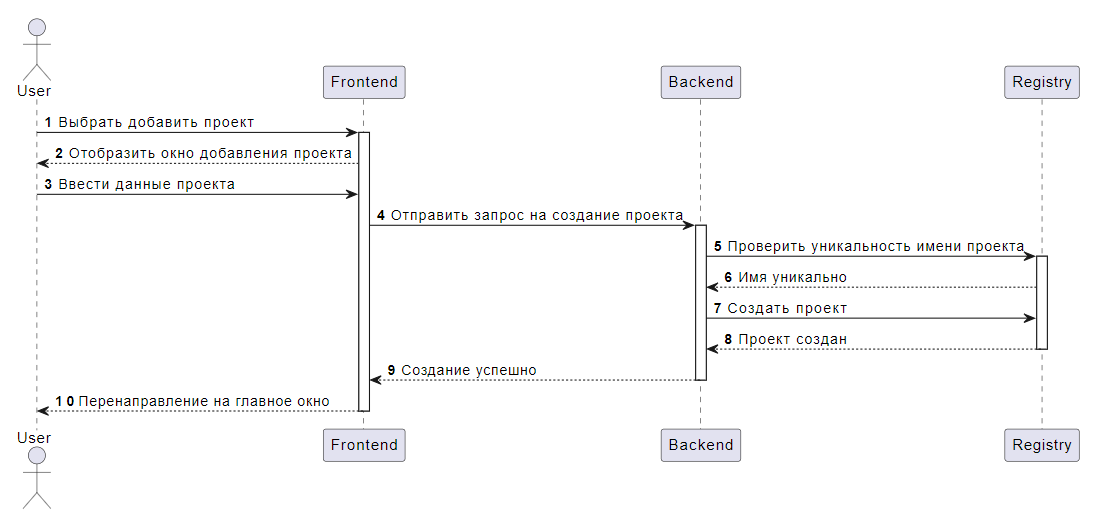 User
Frontend
Backend
Registry
1 Выбрать добавить проект
2 Отобразить окно добавления проекта
3 Ввести данные проекта
4 Отправить запрос на создание проекта
5 Проверить уникальность имени проекта
6 Имя уникально
7 Создать проект
8 Проект создан
9 Создание успешно
10 Перенаправление на главное окно
User
Frontend
Backend
Registry